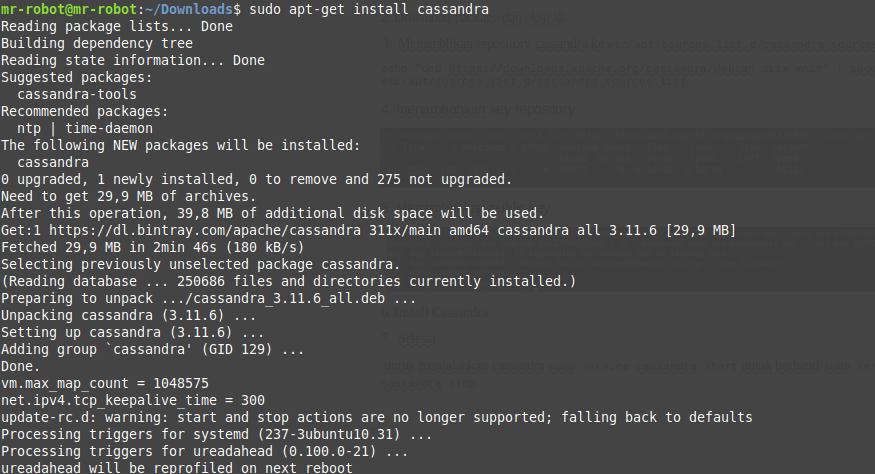 mr-robot@mr-robot:~/Downloads$ sudo apt-get install cassandra
Reading package lists... Done
Building dependency tree
Reading state information... Done
Suggested packages:
  cassandra-tools
Recommended packages:
  ntp | time-daemon
The following NEW packages will be installed:
  cassandra
0 upgraded, 1 newly installed, 0 to remove and 275 not upgraded.
Need to get 29,9 MB of archives.
After this operation, 39,8 MB of additional disk space will be used.
Get:1 https://dl.bintray.com/apache/cassandra 311x/main amd64 cassandra all 3.11.6 [29,9 MB]
Fetched 29,9 MB in 2min 46s (180 kB/s)
Selecting previously unselected package cassandra.
(Reading database ... 250686 files and directories currently installed.)
Preparing to unpack .../cassandra_3.11.6_all.deb ...
Unpacking cassandra (3.11.6) ...
Setting up cassandra (3.11.6) ...
Adding group `cassandra' (GID 129) ...
Done.
vm.max_map_count = 1048575
net.ipv4.tcp_keepalive_time = 300
update-rc.d: warning: start and stop actions are no longer supported; falling back to defaults
Processing triggers for systemd (237-3ubuntu10.31) ...
Processing triggers for ureadahead (0.100.0-21) ...
ureadahead will be reprofiled on next reboot
4. menambahkan key repository